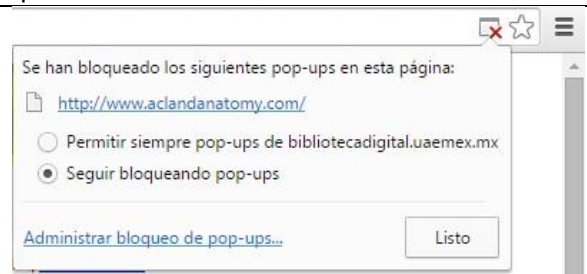 Se han bloqueado los siguientes pop-ups en esta página:
http://www.aclandanatomy.com/
Permitir siempre pop-ups de bibliotecadigital.uaemex.mx
Seguir bloqueando pop-ups
Administrar bloqueo de pop-ups...
Listo